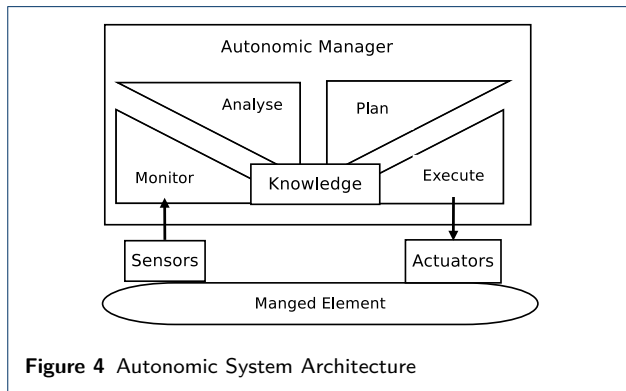 Autonomic Manager
Analyse
Plan
Monitor
Knowledge
Execute
Sensors
Actuators
Manged Element
Figure 4 Autonomic System Architecture